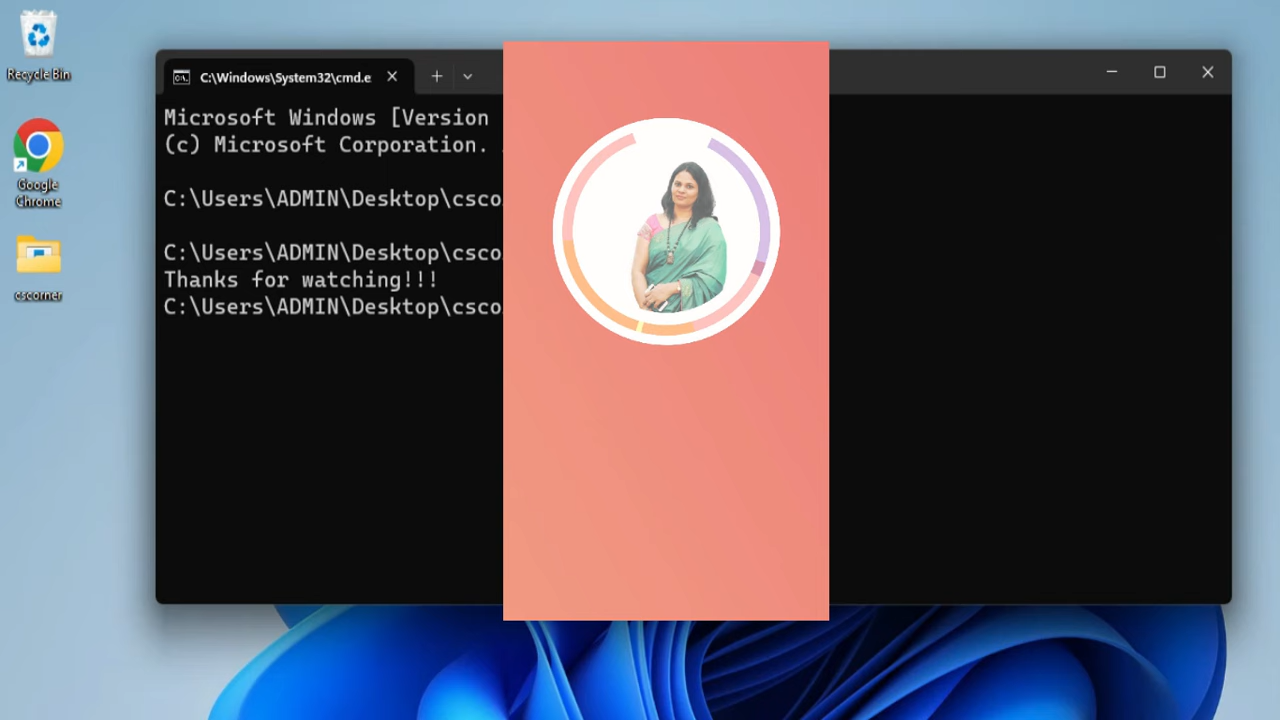 Recycle Bin
Google
Chrome
cscorner
C:\Windows\System32\cmd.e
Microsoft Windows [Version
(c) Microsoft Corporation.
C:\Users\ADMIN\Desktop\csco
C:\Users\ADMIN\Desktop\csco
Thanks for watching!!!
C:\Users\ADMIN\Desktop\csco